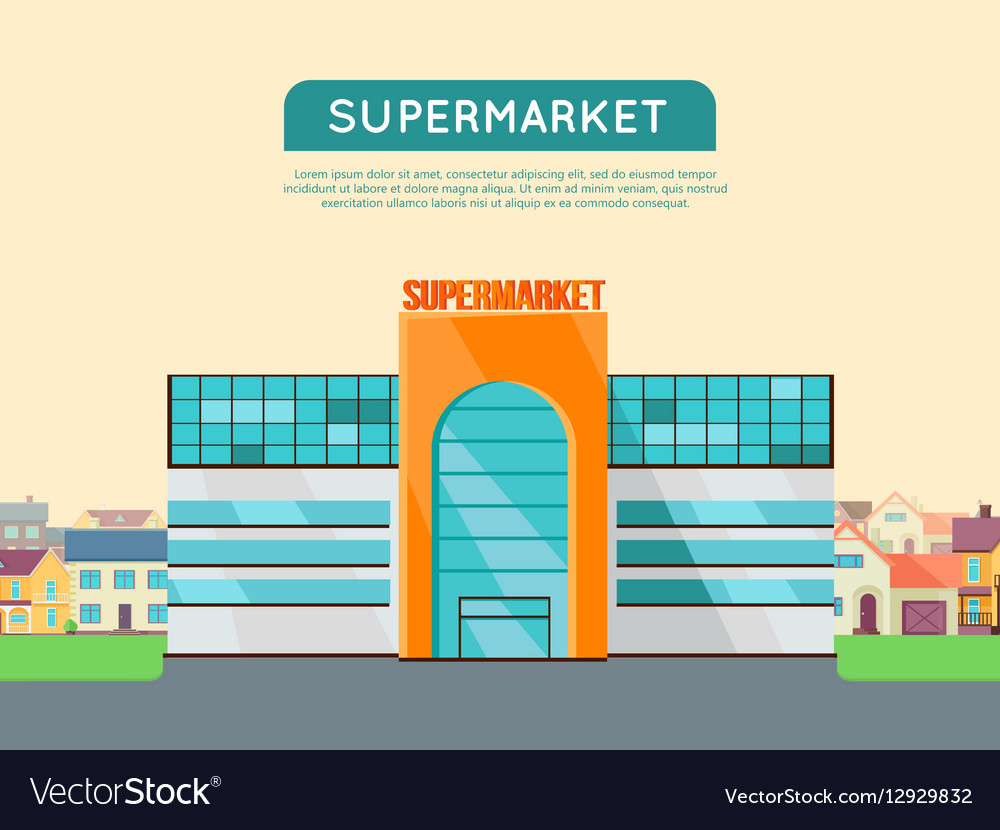 SUPERMARKET
Lorem ipsum dolor sit amet, consectetur adipiscing elit, sed do eiusmod tempor
incididunt ut labore et dolore magna aliqua. Ut enim ad minim veniam, quis nostrud
exercitation ullamco laboris nisi ut aliquip ex ea commodo consequat.
SUPERMARKET
VectorStock®
VectorStock.com/12929832